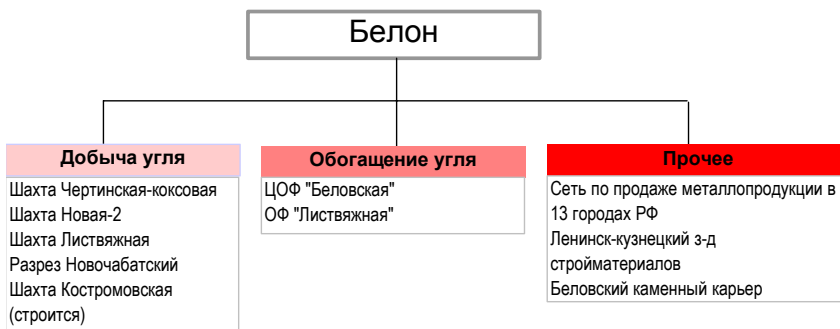 Белон
Добыча угля
Шахта Чертинская-коксовая
Шахта Новая-2
Шахта Листвяжная
Разрез Новочабатский
Шахта Костромовская
(строится)
Обогащение угля
ЦОФ "Беловская"
ОФ "Листвяжная"
Прочее
Сеть по продаже металлопродукции в
13 городах РФ
Ленинск-кузнецкий з-д
стройматериалов
Беловский каменный карьер